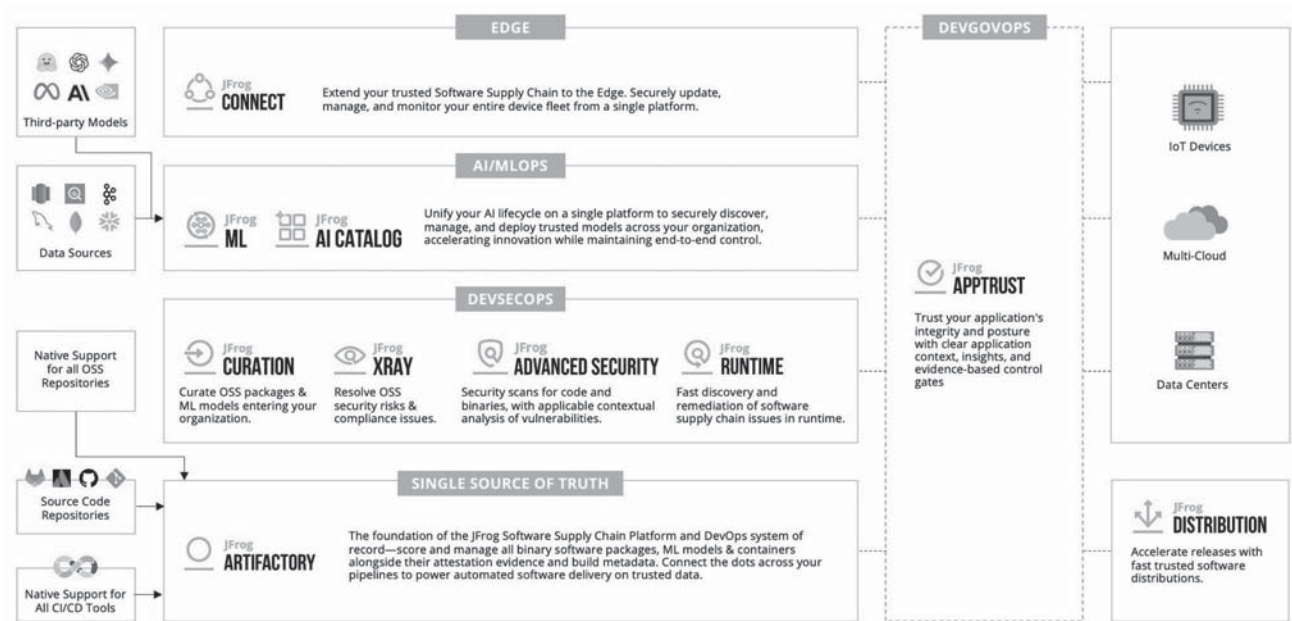 EDGE
JFrog
CONNECT
Extend your trusted Software Supply Chain to the Edge. Securely update,
manage, and monitor your entire device fleet from a single platform.
Third-party Models
AI/MLOPS
JFrog
ML
JFrog
AI CATALOG
Unify your AI lifecycle on a single platform to securely discover,
manage, and deploy trusted models across your organization,
accelerating innovation while maintaining end-to-end control.
Data Sources
DEVSECOPS
Native Support
for all OSS
Repositories
JFrog
CURATION
Curate OSS packages &
ML models entering your
organization.
JFrog
XRAY
Resolve OSS
security risks &
compliance issues.
JFrog
ADVANCED SECURITY
Security scans for code and
binaries, with applicable contextual
analysis of vulnerabilities.
JFrog
RUNTIME
Fast discovery and
remediation of software
supply chain issues in runtime.
SINGLE SOURCE OF TRUTH
Source Code
Repositories
Native Support for
All CI/CD Tools
JFrog
ARTIFACTORY
The foundation of the JFrog Software Supply Chain Platform and DevOps system of
record—score and manage all binary software packages, ML models & containers
alongside their attestation evidence and build metadata. Connect the dots across your
pipelines to power automated software delivery on trusted data.
DEVGOVOPS
JFrog
APPTRUST
Trust your application's
integrity and posture
with clear application
context, insights, and
evidence-based control
gates
IoT Devices
Multi-Cloud
Data Centers
JFrog
DISTRIBUTION
Accelerate releases with
fast trusted software
distributions.